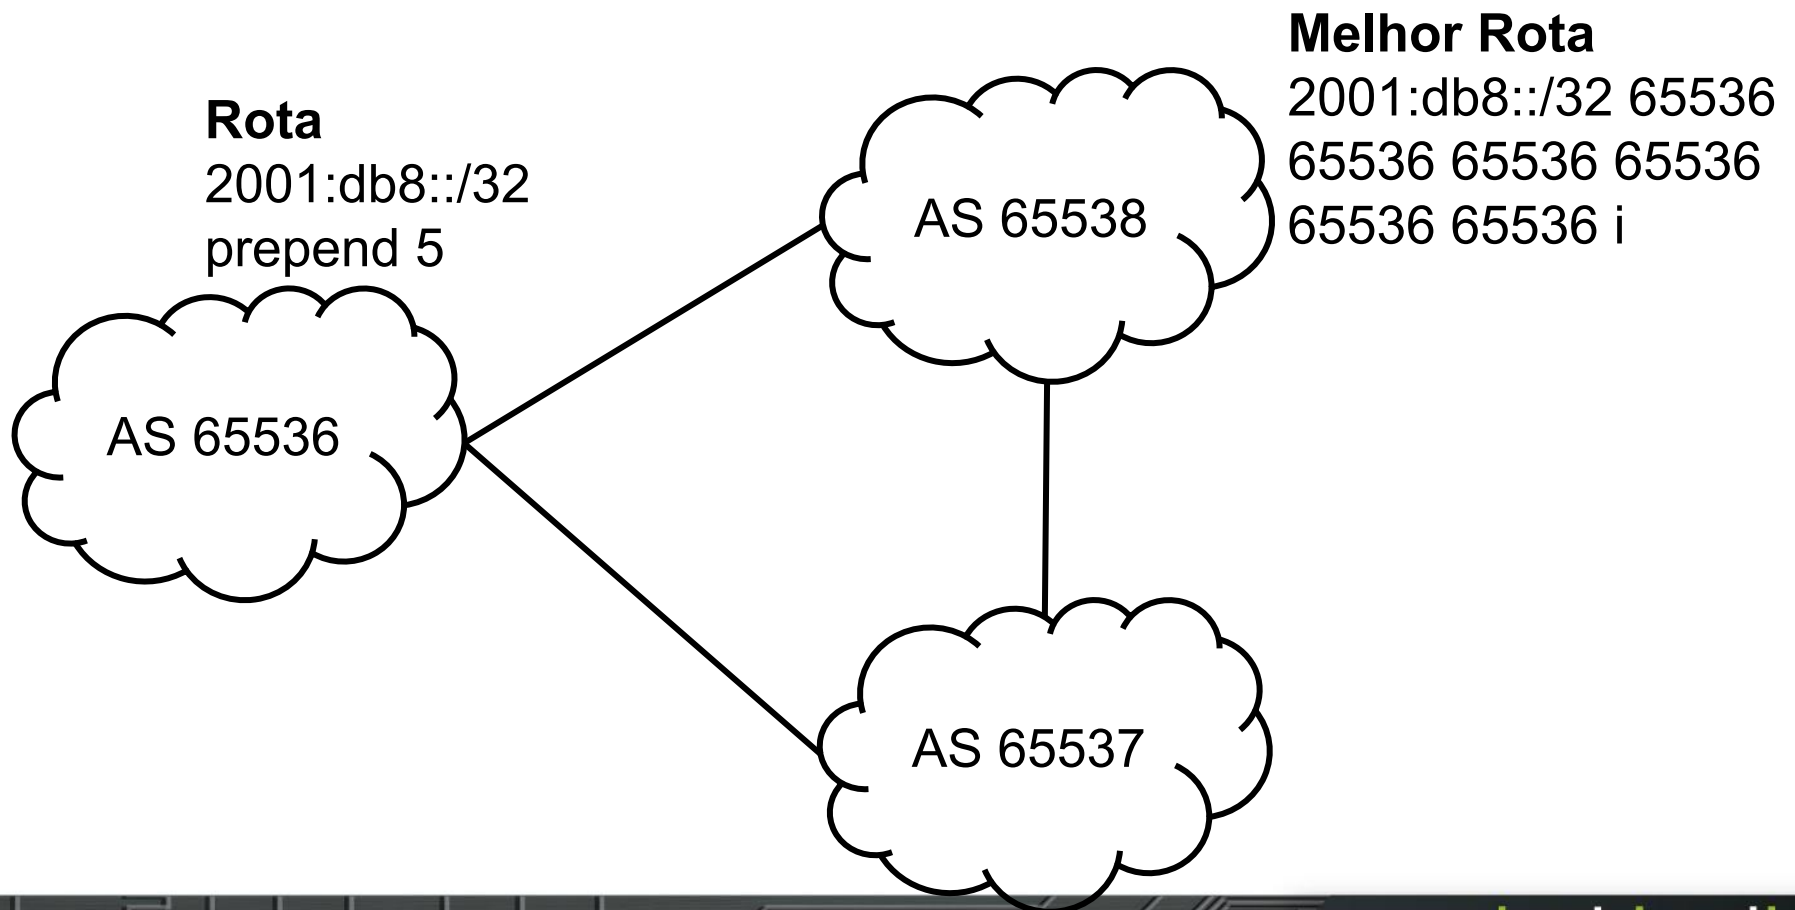 Rota
2001:db8::/32
prepend 5
Melhor Rota
2001:db8::/32 65536
65536 65536 65536
65536 65536 i
AS 65538
AS 65536
AS 65537